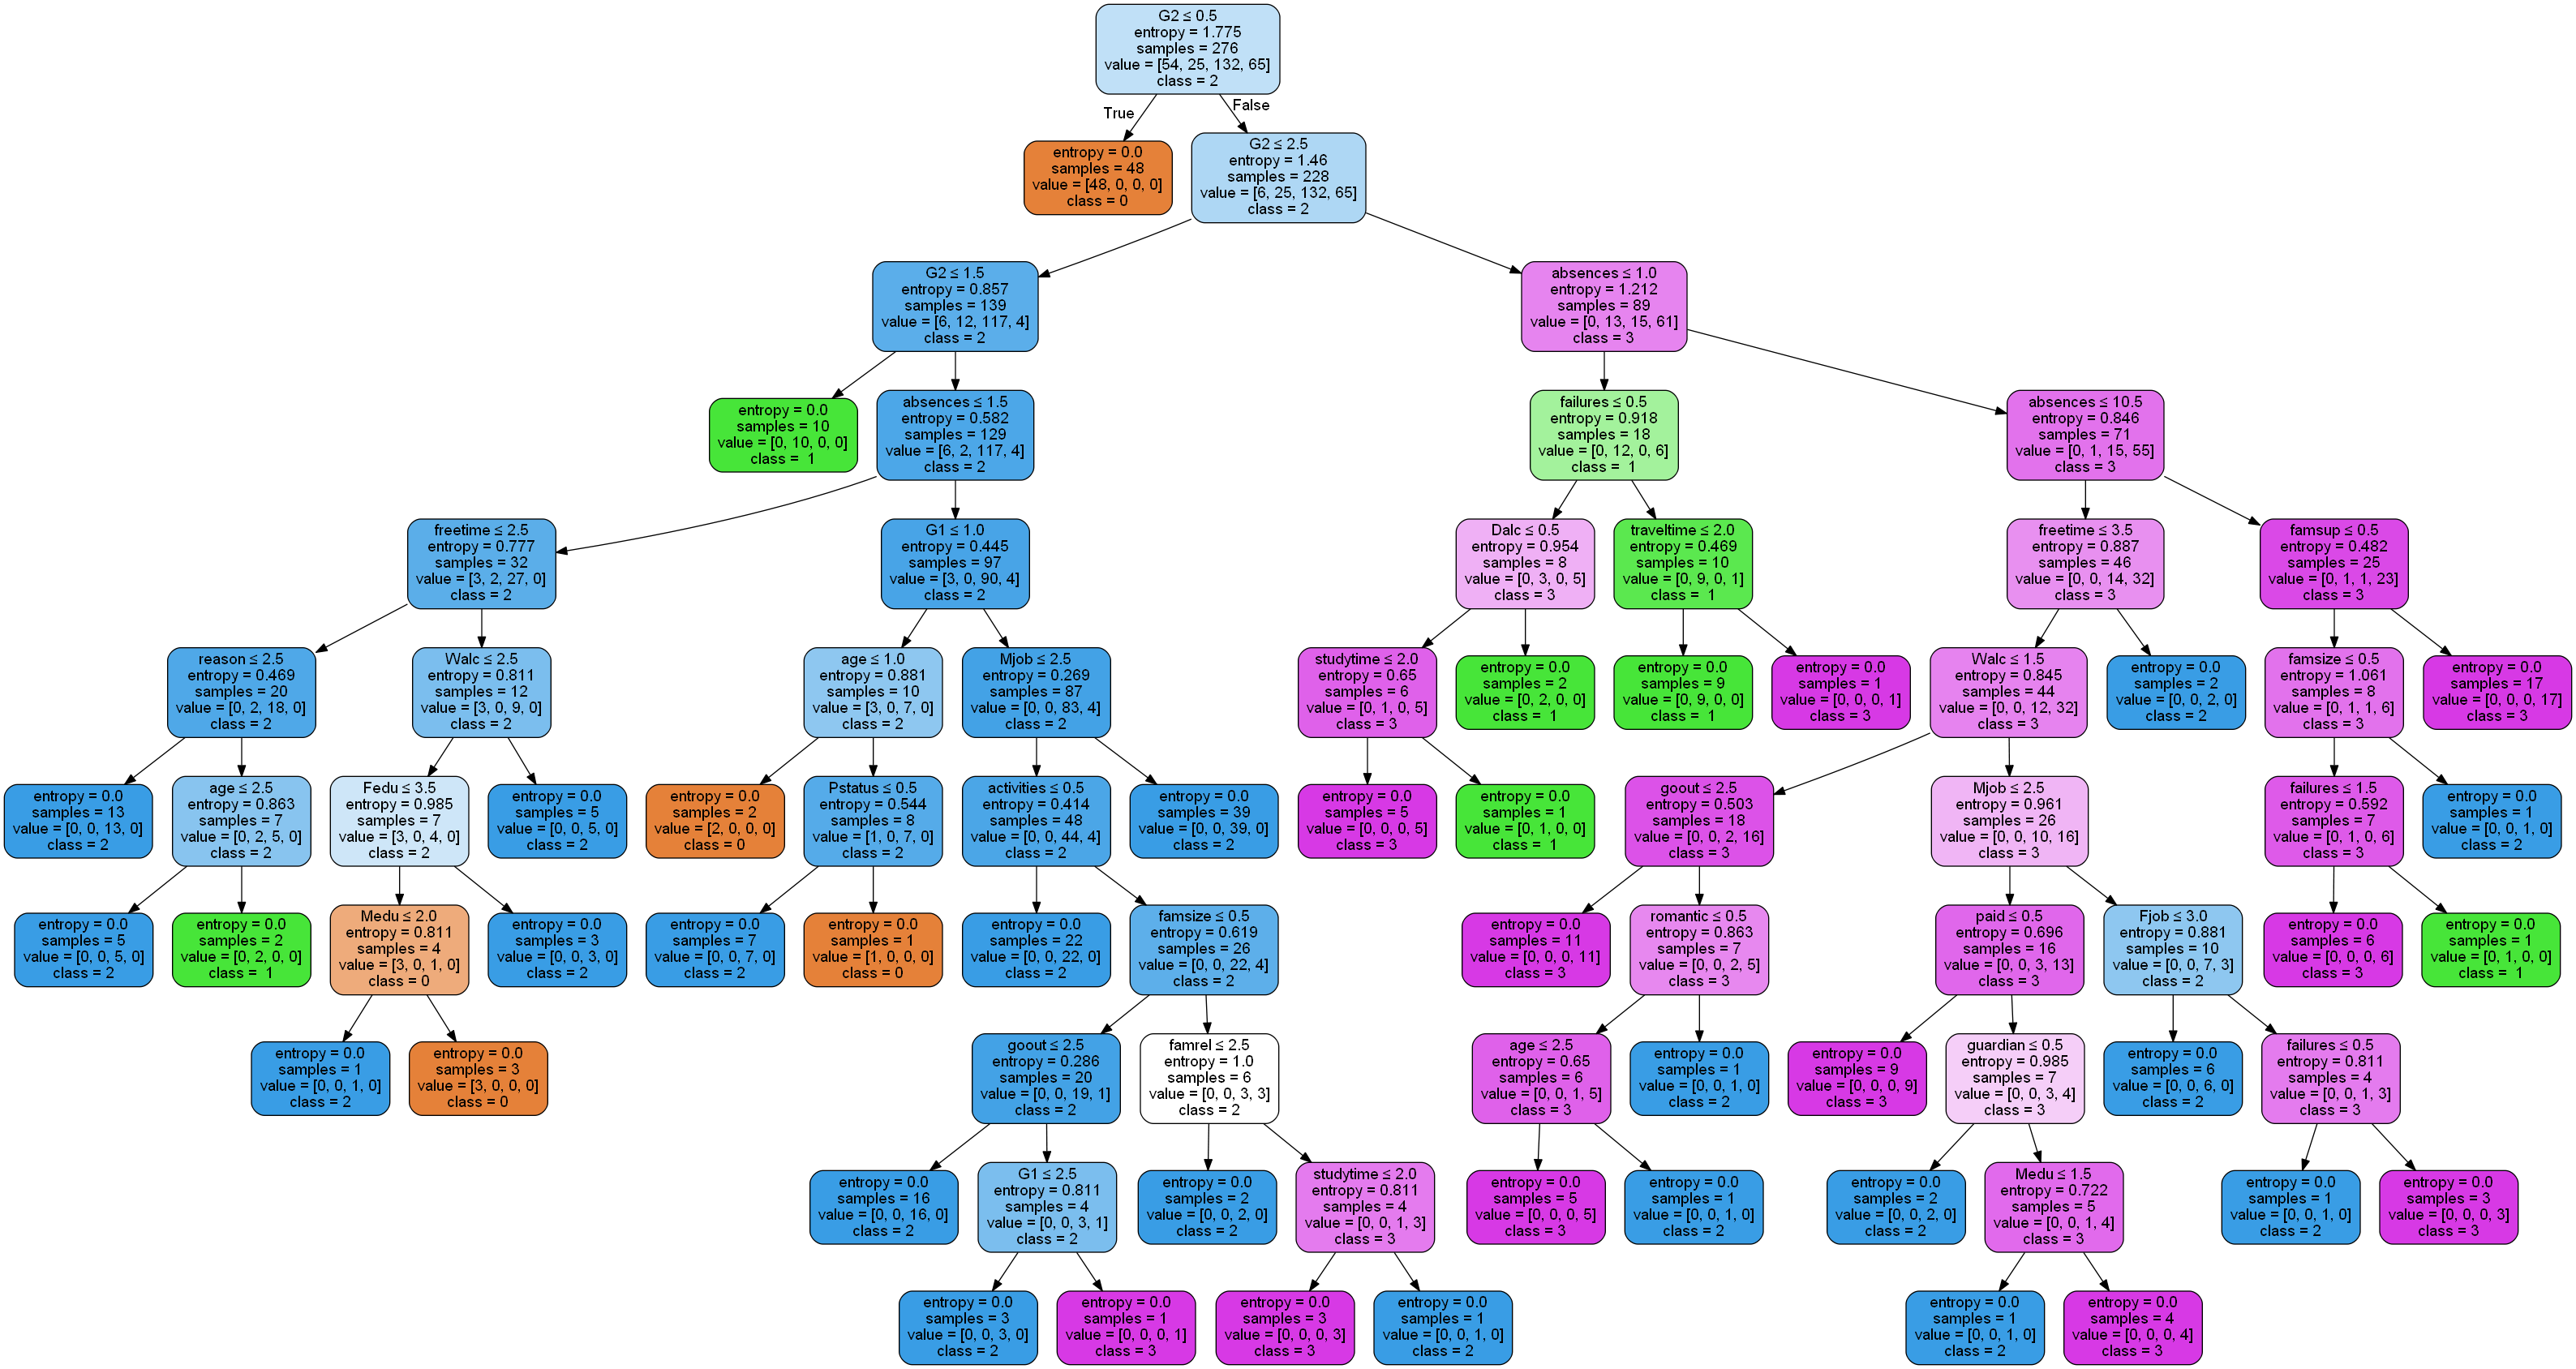 G2 ≤ 0.5
entropy = 1.775
samples = 276
value = [54, 25, 132, 65]
class = 2
True
False
entropy = 0.0
samples = 48
value = [48, 0, 0, 0]
class = 0
G2 ≤ 2.5
entropy = 1.46
samples = 228
value = [6, 25, 132, 65]
class = 2
G2 ≤ 1.5
entropy = 0.857
samples = 139
value = [6, 12, 117, 4]
class = 2
absences ≤ 1.0
entropy = 1.212
samples = 89
value = [0, 13, 15, 61]
class = 3
entropy = 0.0
samples = 10
value = [0, 10, 0, 0]
class = 1
absences ≤ 1.5
entropy = 0.582
samples = 129
value = [6, 2, 117, 4]
class = 2
failures ≤ 0.5
entropy = 0.918
samples = 18
value = [0, 12, 0, 6]
class = 1
absences ≤ 10.5
entropy = 0.846
samples = 71
value = [0, 1, 15, 55]
class = 3
freetime ≤ 2.5
entropy = 0.777
samples = 32
value = [3, 2, 27, 0]
class = 2
G1 ≤ 1.0
entropy = 0.445
samples = 97
value = [3, 0, 90, 4]
class = 2
Dalc ≤ 0.5
entropy = 0.954
samples = 8
value = [0, 3, 0, 5]
class = 3
traveltime ≤ 2.0
entropy = 0.469
samples = 10
value = [0, 9, 0, 1]
class = 1
freetime ≤ 3.5
entropy = 0.887
samples = 46
value = [0, 0, 14, 32]
class = 3
famsup ≤ 0.5
entropy = 0.482
samples = 25
value = [0, 1, 1, 23]
class = 3
reason ≤ 2.5
entropy = 0.469
samples = 20
value = [0, 2, 18, 0]
class = 2
Walc ≤ 2.5
entropy = 0.811
samples = 12
value = [3, 0, 9, 0]
class = 2
age ≤ 1.0
entropy = 0.881
samples = 10
value = [3, 0, 7, 0]
class = 2
Mjob ≤ 2.5
entropy = 0.269
samples = 87
value = [0, 0, 83, 4]
class = 2
studytime ≤ 2.0
entropy = 0.65
samples = 6
value = [0, 1, 0, 5]
class = 3
entropy = 0.0
samples = 2
value = [0, 2, 0, 0]
class = 1
entropy = 0.0
samples = 9
value = [0, 9, 0, 0]
class = 1
entropy = 0.0
samples = 1
value = [0, 0, 0, 1]
class = 3
Walc ≤ 1.5
entropy = 0.845
samples = 44
value = [0, 0, 12, 32]
class = 3
entropy = 0.0
samples = 2
value = [0, 0, 2, 0]
class = 2
famsize ≤ 0.5
entropy = 1.061
samples = 8
value = [0, 1, 1, 6]
class = 3
entropy = 0.0
samples = 17
value = [0, 0, 0, 17]
class = 3
entropy = 0.0
samples = 13
value = [0, 0, 13, 0]
class = 2
age ≤ 2.5
entropy = 0.863
samples = 7
value = [0, 2, 5, 0]
class = 2
Fedu ≤ 3.5
entropy = 0.985
samples = 7
value = [3, 0, 4, 0]
class = 2
entropy = 0.0
samples = 5
value = [0, 0, 5, 0]
class = 2
entropy = 0.0
samples = 2
value = [2, 0, 0, 0]
class = 0
Pstatus ≤ 0.5
entropy = 0.544
samples = 8
value = [1, 0, 7, 0]
class = 2
activities ≤ 0.5
entropy = 0.414
samples = 48
value = [0, 0, 44, 4]
class = 2
entropy = 0.0
samples = 39
value = [0, 0, 39, 0]
class = 2
entropy = 0.0
samples = 5
value = [0, 0, 0, 5]
class = 3
entropy = 0.0
samples = 1
value = [0, 1, 0, 0]
class = 1
goout ≤ 2.5
entropy = 0.503
samples = 18
value = [0, 0, 2, 16]
class = 3
Mjob ≤ 2.5
entropy = 0.961
samples = 26
value = [0, 0, 10, 16]
class = 3
failures ≤ 1.5
entropy = 0.592
samples = 7
value = [0, 1, 0, 6]
class = 3
entropy = 0.0
samples = 1
value = [0, 0, 1, 0]
class = 2
entropy = 0.0
samples = 5
value = [0, 0, 5, 0]
class = 2
entropy = 0.0
samples = 2
value = [0, 2, 0, 0]
class = 1
Medu ≤ 2.0
entropy = 0.811
samples = 4
value = [3, 0, 1, 0]
class = 0
entropy = 0.0
samples = 3
value = [0, 0, 3, 0]
class = 2
entropy = 0.0
samples = 7
value = [0, 0, 7, 0]
class = 2
entropy = 0.0
samples = 1
value = [1, 0, 0, 0]
class = 0
entropy = 0.0
samples = 22
value = [0, 0, 22, 0]
class = 2
famsize ≤ 0.5
entropy = 0.619
samples = 26
value = [0, 0, 22, 4]
class = 2
entropy = 0.0
samples = 11
value = [0, 0, 0, 11]
class = 3
romantic ≤ 0.5
entropy = 0.863
samples = 7
value = [0, 0, 2, 5]
class = 3
paid ≤ 0.5
entropy = 0.696
samples = 16
value = [0, 0, 3, 13]
class = 3
Fjob ≤ 3.0
entropy = 0.881
samples = 10
value = [0, 0, 7, 3]
class = 2
entropy = 0.0
samples = 6
value = [0, 0, 0, 6]
class = 3
entropy = 0.0
samples = 1
value = [0, 1, 0, 0]
class = 1
entropy = 0.0
samples = 1
value = [0, 0, 1, 0]
class = 2
entropy = 0.0
samples = 3
value = [3, 0, 0, 0]
class = 0
goout ≤ 2.5
entropy = 0.286
samples = 20
value = [0, 0, 19, 1]
class = 2
famrel ≤ 2.5
entropy = 1.0
samples = 6
value = [0, 0, 3, 3]
class = 2
age ≤ 2.5
entropy = 0.65
samples = 6
value = [0, 0, 1, 5]
class = 3
entropy = 0.0
samples = 1
value = [0, 0, 1, 0]
class = 2
entropy = 0.0
samples = 9
value = [0, 0, 0, 9]
class = 3
guardian ≤ 0.5
entropy = 0.985
samples = 7
value = [0, 0, 3, 4]
class = 3
entropy = 0.0
samples = 6
value = [0, 0, 6, 0]
class = 2
failures ≤ 0.5
entropy = 0.811
samples = 4
value = [0, 0, 1, 3]
class = 3
entropy = 0.0
samples = 16
value = [0, 0, 16, 0]
class = 2
G1 ≤ 2.5
entropy = 0.811
samples = 4
value = [0, 0, 3, 1]
class = 2
entropy = 0.0
samples = 2
value = [0, 0, 2, 0]
class = 2
studytime ≤ 2.0
entropy = 0.811
samples = 4
value = [0, 0, 1, 3]
class = 3
entropy = 0.0
samples = 5
value = [0, 0, 0, 5]
class = 3
entropy = 0.0
samples = 1
value = [0, 0, 1, 0]
class = 2
entropy = 0.0
samples = 2
value = [0, 0, 2, 0]
class = 2
Medu ≤ 1.5
entropy = 0.722
samples = 5
value = [0, 0, 1, 4]
class = 3
entropy = 0.0
samples = 1
value = [0, 0, 1, 0]
class = 2
entropy = 0.0
samples = 3
value = [0, 0, 0, 3]
class = 3
entropy = 0.0
samples = 3
value = [0, 0, 3, 0]
class = 2
entropy = 0.0
samples = 1
value = [0, 0, 0, 1]
class = 3
entropy = 0.0
samples = 3
value = [0, 0, 0, 3]
class = 3
entropy = 0.0
samples = 1
value = [0, 0, 1, 0]
class = 2
entropy = 0.0
samples = 1
value = [0, 0, 1, 0]
class = 2
entropy = 0.0
samples = 4
value = [0, 0, 0, 4]
class = 3